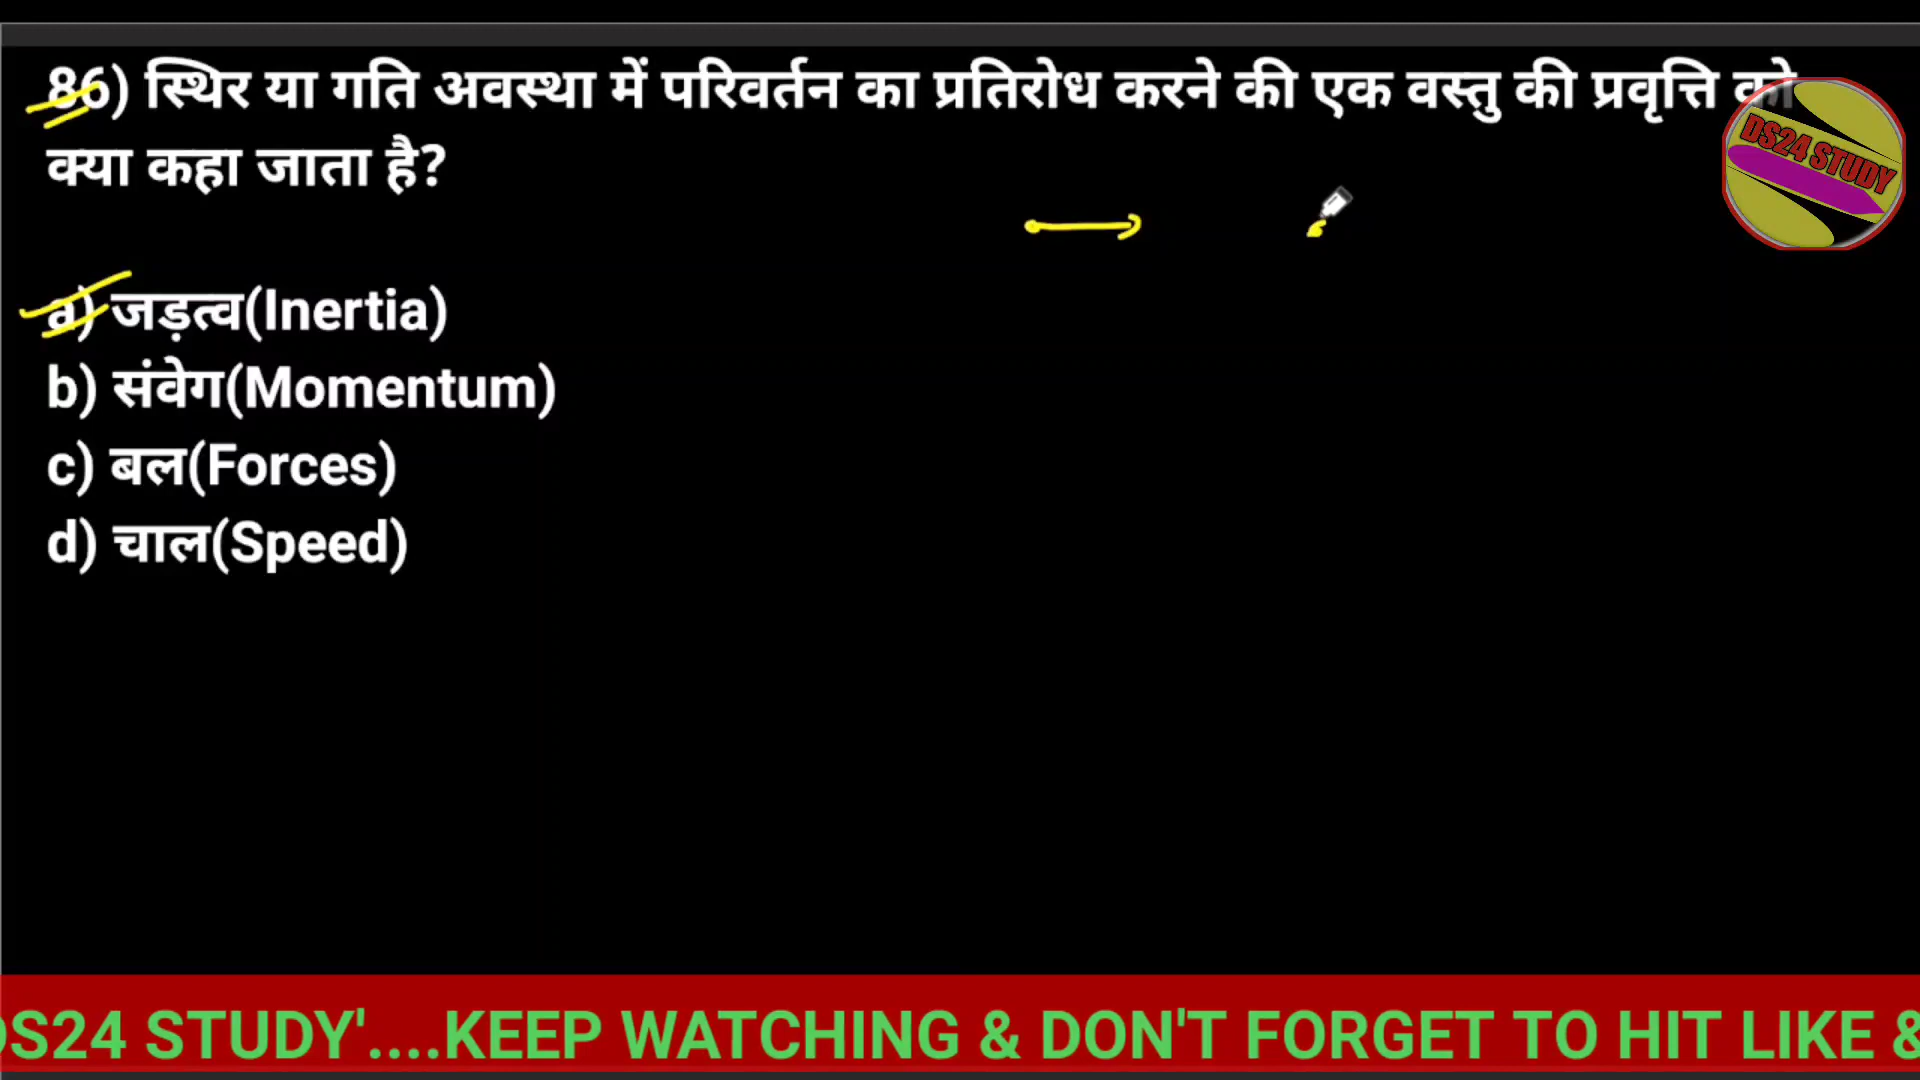 86) स्थिर या गति अवस्था में परिवर्तन का प्रतिरोध करने की एक वस्तु की प्रवृत्ति को
क्या कहा जाता है?
DS24 STUDY
a) जड़त्व(Inertia)
b) संवेग(Momentum)
c) बल(Forces)
d) चाल(Speed)
DS24 STUDY'....KEEP WATCHING & DON'T FORGET TO HIT LIKE &